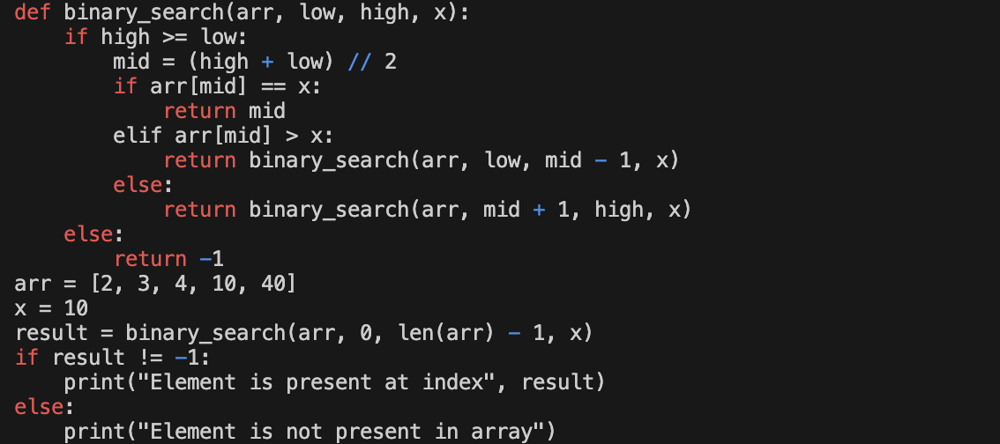 def binary_search(arr, low, high, x):
    if high >= low:
        mid = (high + low) // 2
        if arr[mid] == x:
            return mid
        elif arr[mid] > x:
            return binary_search(arr, low, mid - 1, x)
        else:
            return binary_search(arr, mid + 1, high, x)
    else:
        return -1
arr = [2, 3, 4, 10, 40]
x = 10
result = binary_search(arr, 0, len(arr) - 1, x)
if result != -1:
    print("Element is present at index", result)
else:
    print("Element is not present in array")